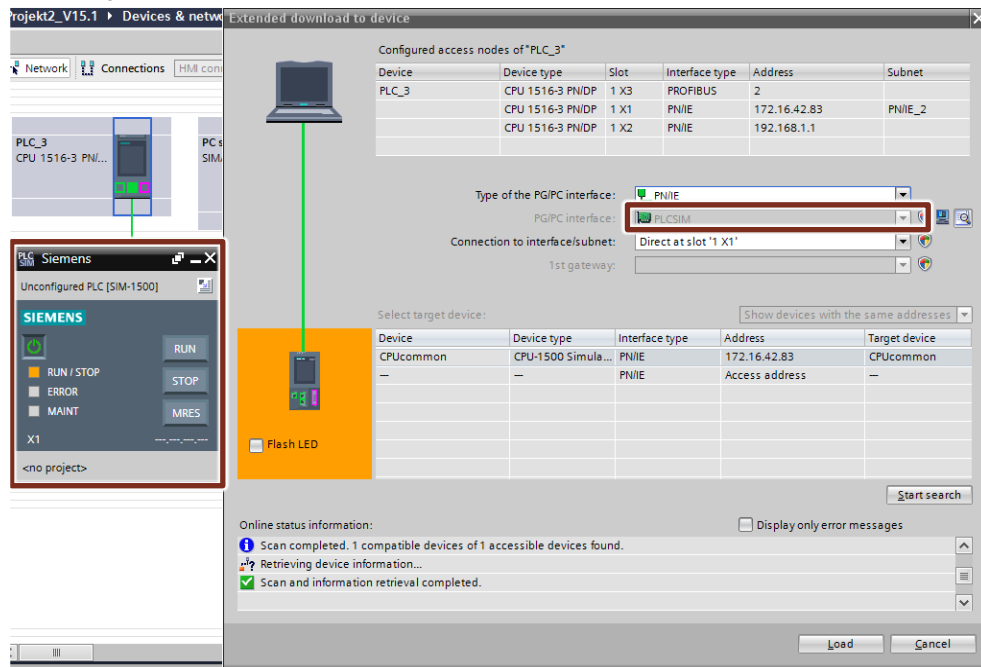 Projekt2_V15.1 ▸ Devices & netwo
Network
Connections
HMI conn
PLC_3
CPU 1516-3 PN/...
PC s
SIMA
PLC SIM Siemens
Unconfigured PLC [SIM-1500]
SIEMENS
RUN
RUN / STOP
STOP
ERROR
MAINT
MRES
X1 ---.---.---.---
<no project>
Extended download to device
Configured access nodes of "PLC_3"
Device Device type Slot Interface type Address Subnet
PLC_3 CPU 1516-3 PN/DP 1 X3 PROFIBUS 2
CPU 1516-3 PN/DP 1 X1 PN/IE 172.16.42.83 PN/IE_2
CPU 1516-3 PN/DP 1 X2 PN/IE 192.168.1.1
Type of the PG/PC interface: PN/IE
PG/PC interface: PLCSIM
Connection to interface/subnet: Direct at slot '1 X1'
1st gateway:
Select target device: Show devices with the same addresses
Device Device type Interface type Address Target device
CPUcommon CPU-1500 Simula... PN/IE 172.16.42.83 CPUcommon
— — PN/IE Access address —
Flash LED
Start search
Online status information: Display only error messages
Scan completed. 1 compatible devices of 1 accessible devices found.
Retrieving device information...
Scan and information retrieval completed.
Load Cancel